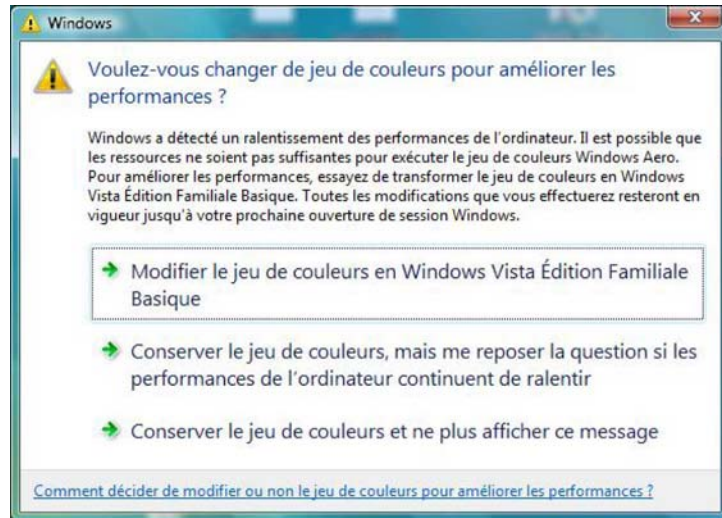 Windows
Voulez-vous changer de jeu de couleurs pour améliorer les
performances ?
Windows a détecté un ralentissement des performances de l'ordinateur. Il est possible que
les ressources ne soient pas suffisantes pour exécuter le jeu de couleurs Windows Aero.
Pour améliorer les performances, essayez de transformer le jeu de couleurs en Windows
Vista Édition Familiale Basique. Toutes les modifications que vous effectuerez resteront en
vigueur jusqu'à votre prochaine ouverture de session Windows.
Modifier le jeu de couleurs en Windows Vista Édition Familiale
Basique
Conserver le jeu de couleurs, mais me reposer la question si les
performances de l'ordinateur continuent de ralentir
Conserver le jeu de couleurs et ne plus afficher ce message
Comment décider de modifier ou non le jeu de couleurs pour améliorer les performances ?